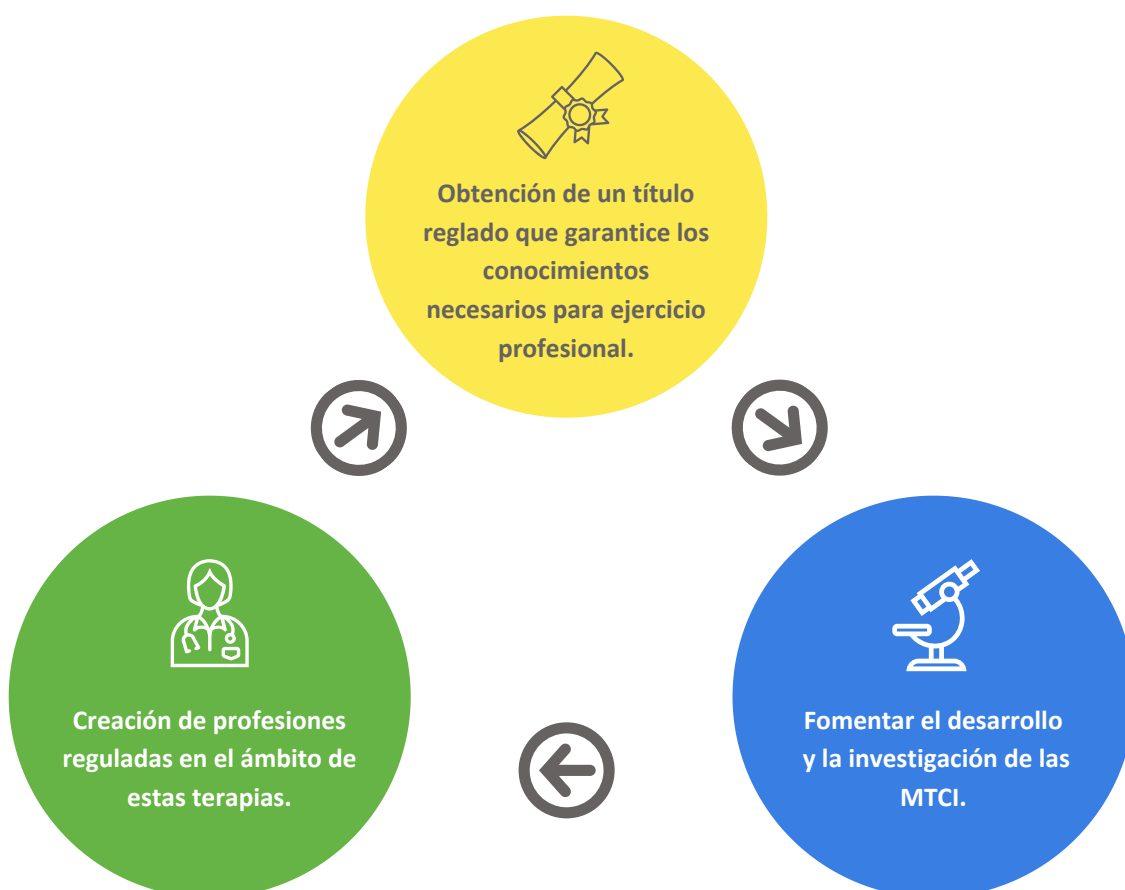 Obtención de un título
reglado que garantice los
conocimientos
necesarios para ejercicio
profesional.
Creación de profesiones
reguladas en el ámbito de
estas terapias.
Fomentar el desarrollo
y la investigación de las
MTCI.